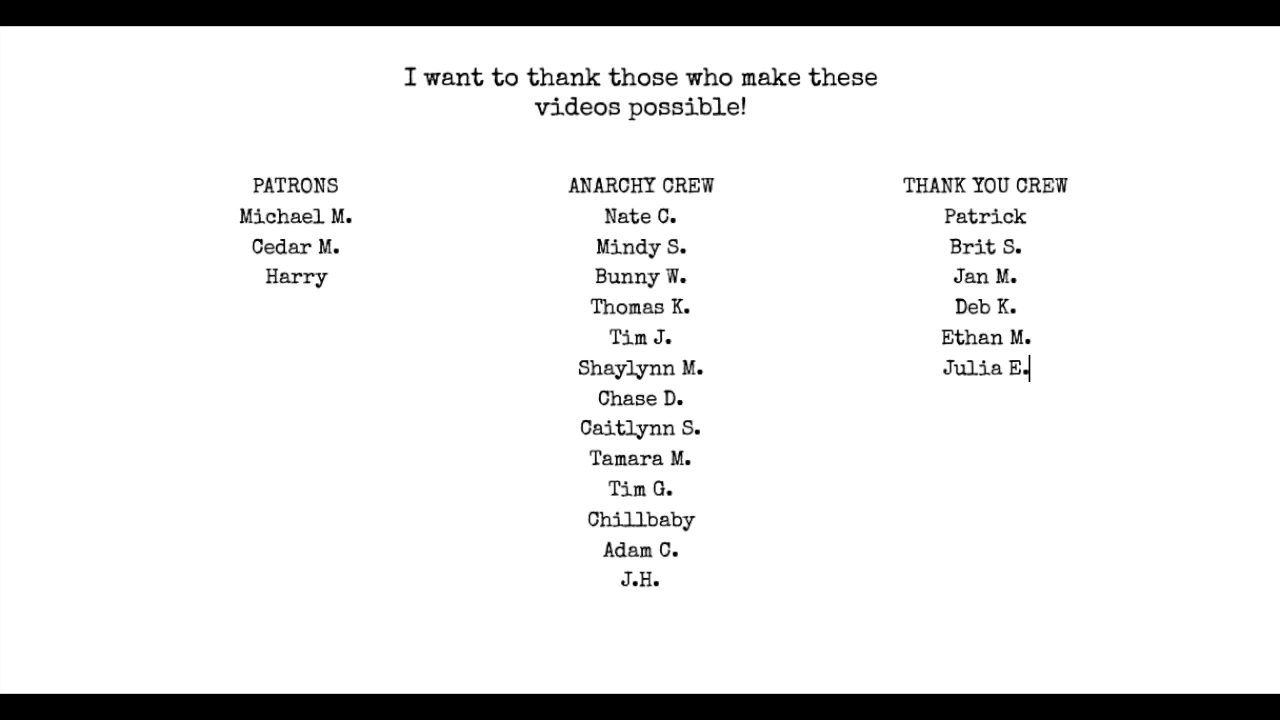 I want to thank those who make these
videos possible!
PATRONS
Michael M.
Cedar M.
Harry
ANARCHY CREW
Nate C.
Mindy S.
Bunny W.
Thomas K.
Tim J.
Shaylynn M.
Chase D.
Caitlynn S.
Tamara M.
Tim G.
Chillbaby
Adam C.
J.H.
THANK YOU CREW
Patrick
Brit S.
Jan M.
Deb K.
Ethan M.
Julia E.